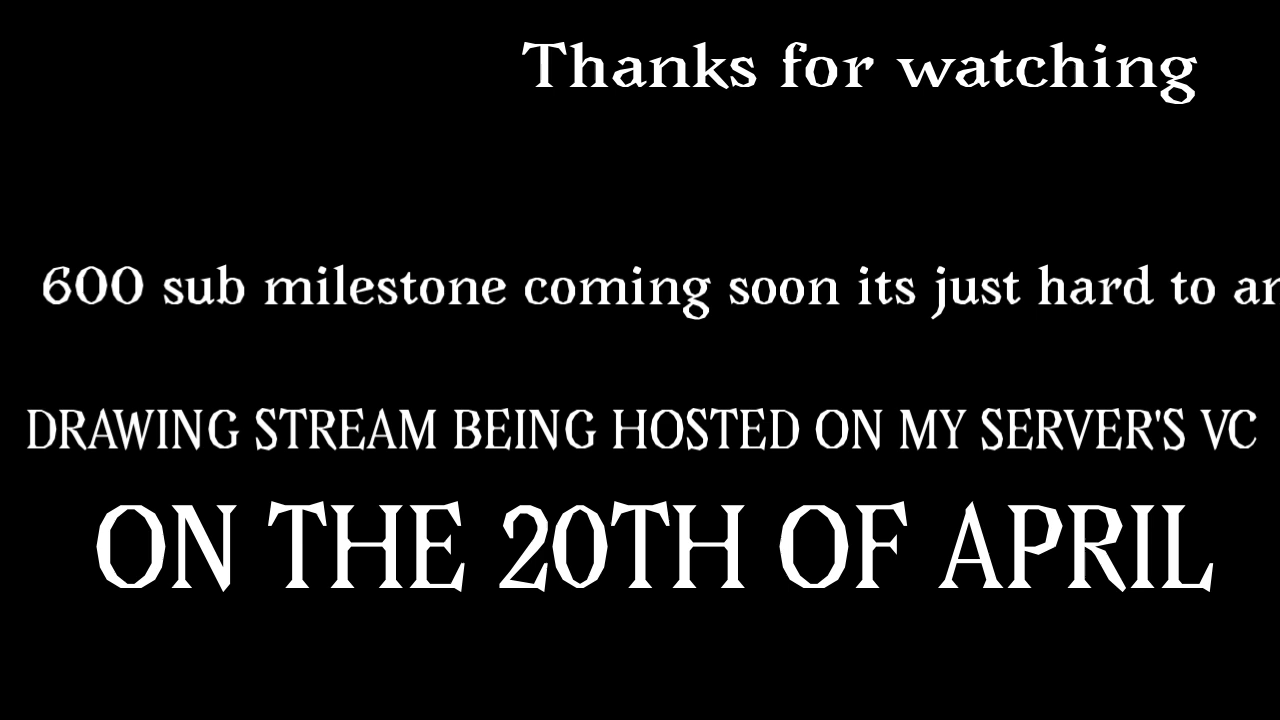 Thanks for watching
600 sub milestone coming soon its just hard to
DRAWING STREAM BEING HOSTED ON MY SERVER'S VC
ON THE 20TH OF APRIL